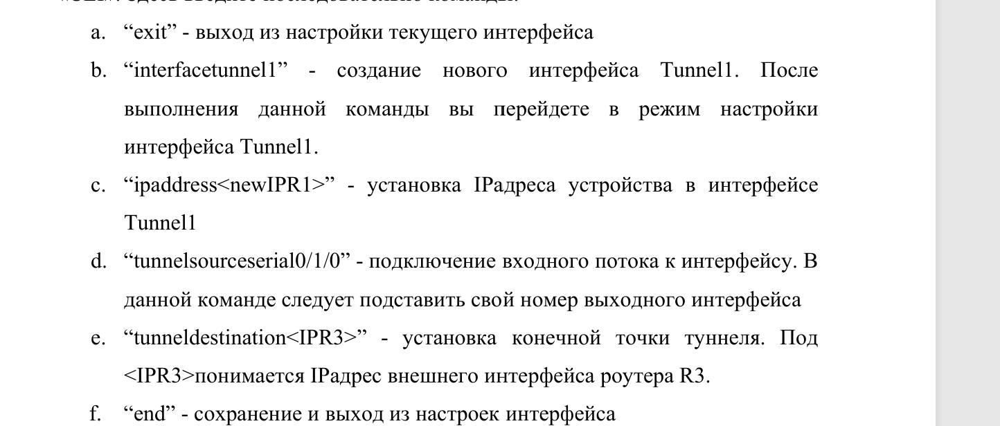 a. “exit” - выход из настройки текущего интерфейса
b. “interfacetunnel1” - создание нового интерфейса Tunnel1. После
выполнения данной команды вы перейдете в режим настройки
интерфейса Tunnel1.
c. “ipaddress<newIPR1>” - установка IPадреса устройства в интерфейсе
Tunnel1
d. “tunnelsourceserial0/1/0” - подключение входного потока к интерфейсу. В
данной команде следует подставить свой номер выходного интерфейса
e. “tunneldestination<IPR3>” - установка конечной точки туннеля. Под
<IPR3>понимается IPадрес внешнего интерфейса роутера R3.
f. “end” - сохранение и выход из настроек интерфейса